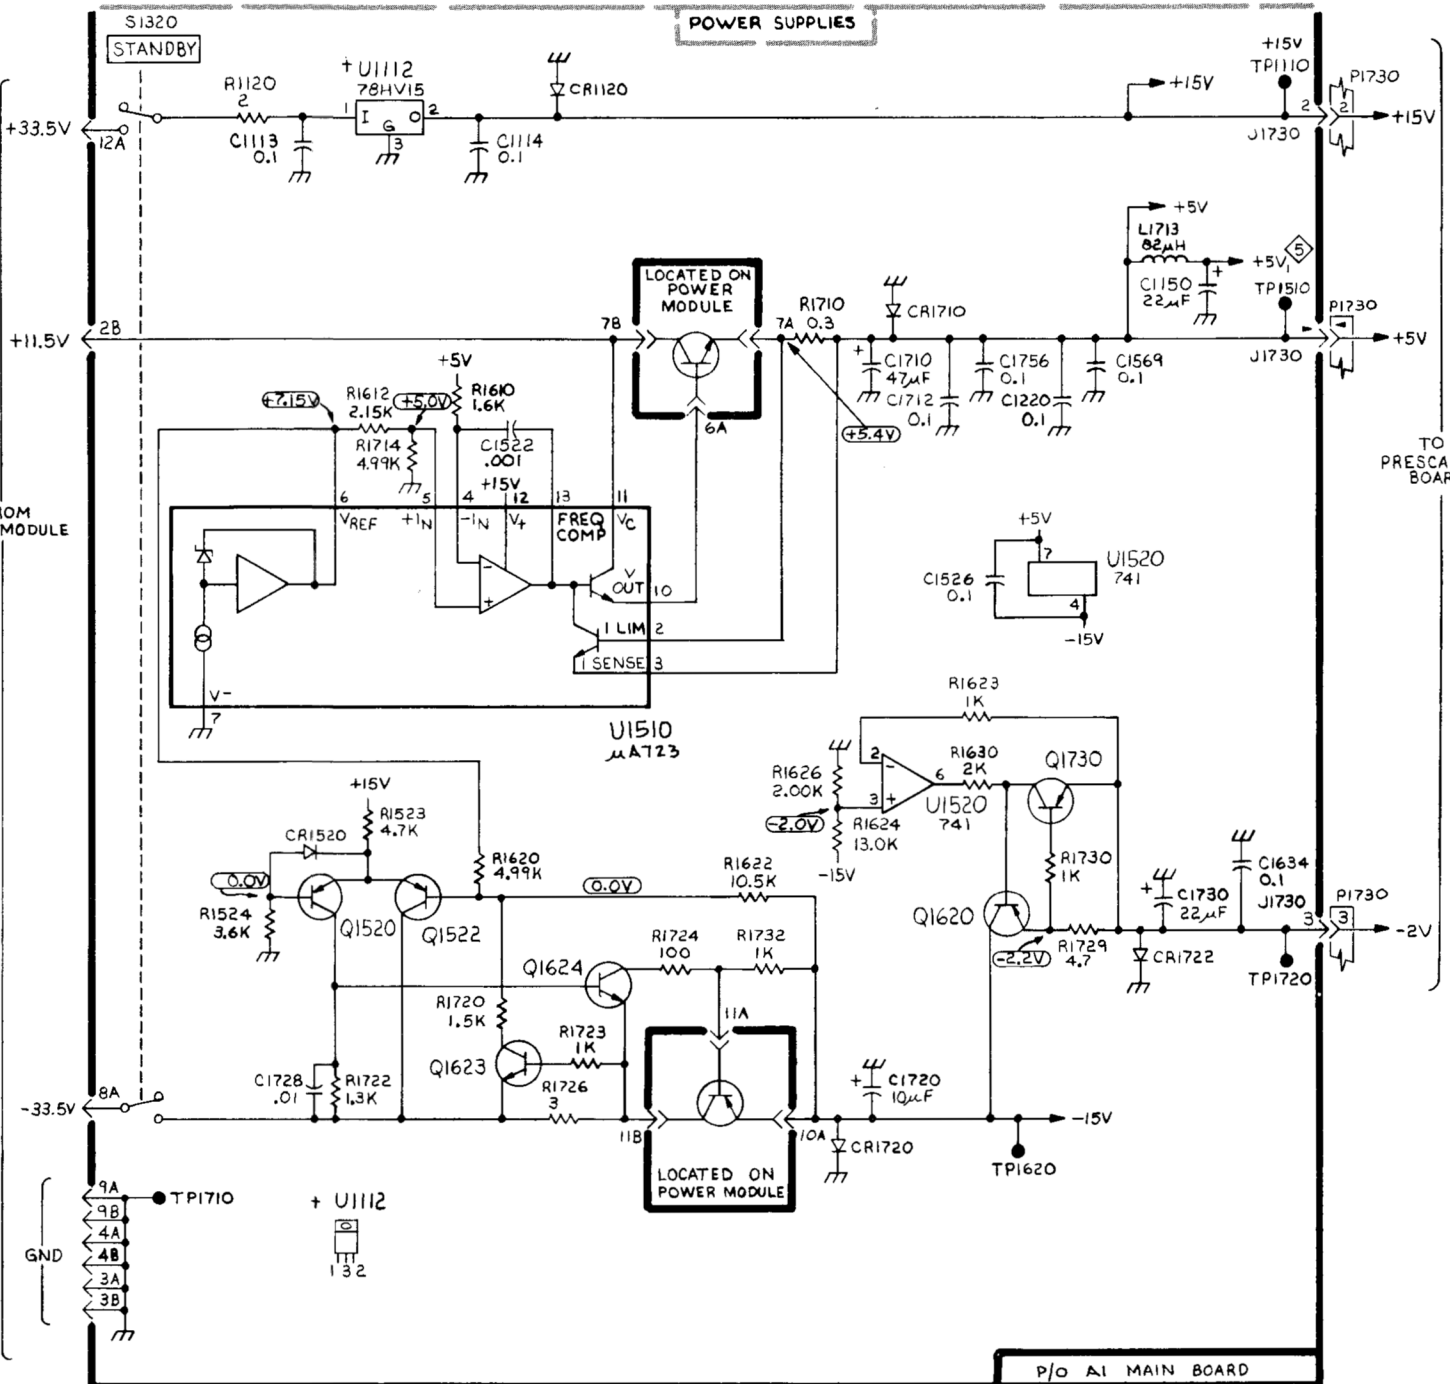 POWER SUPPLIES
S1320
STANDBY
+33.5V
12A
R1120
2
C1113
0.1
+ U1112
78HV15
1
I
O
G
2
3
C1114
0.1
CR1120
+15V
+15V
TP1110
P1730
2
2
J1730
+15V
+11.5V
2B
LOCATED ON
POWER
MODULE
7B
7A
6A
R1710
0.3
+5.4V
CR1710
+
C1710
47µF
C1712
0.1
C1756
0.1
C1220
0.1
C1569
0.1
+5V
L1713
82µH
+5V₁
5
+
C1150
22µF
TP1510
P1730
J1730
+5V
+7.15V
R1612
2.15K
+5.0V
R1714
4.99K
+5V
R1610
1.6K
C1522
.001
+15V
6
5
4
12
13
11
VREF
+IN
-IN
V+
FREQ
COMP
VC
-
+
V
OUT
10
I LIM
2
I SENSE
3
V-
7
U1510
µA723
TO
PRESCA
BOAR
ROM
MODULE
+5V
7
U1520
741
C1526
0.1
4
-15V
R1623
1K
R1626
2.00K
2
-
3
+
6
R1630
2K
Q1730
U1520
741
-2.0V
R1624
13.0K
-15V
R1730
1K
Q1620
-2.2V
R1729
4.7
+
C1730
22µF
CR1722
C1634
0.1
J1730
P1730
3
3
-2V
TP1720
+15V
R1523
4.7K
CR1520
0.0V
R1524
3.6K
Q1520
Q1522
R1620
4.99K
0.0V
R1622
10.5K
R1724
100
R1732
1K
Q1624
R1720
1.5K
Q1623
R1723
1K
R1726
3
11A
11B
10A
LOCATED ON
POWER MODULE
+
C1720
10µF
CR1720
-15V
TP1620
-33.5V
8A
C1728
.01
R1722
1.3K
9A
9B
4A
4B
3A
3B
GND
TP1710
+ U1112
1 3 2
P/O A1 MAIN BOARD